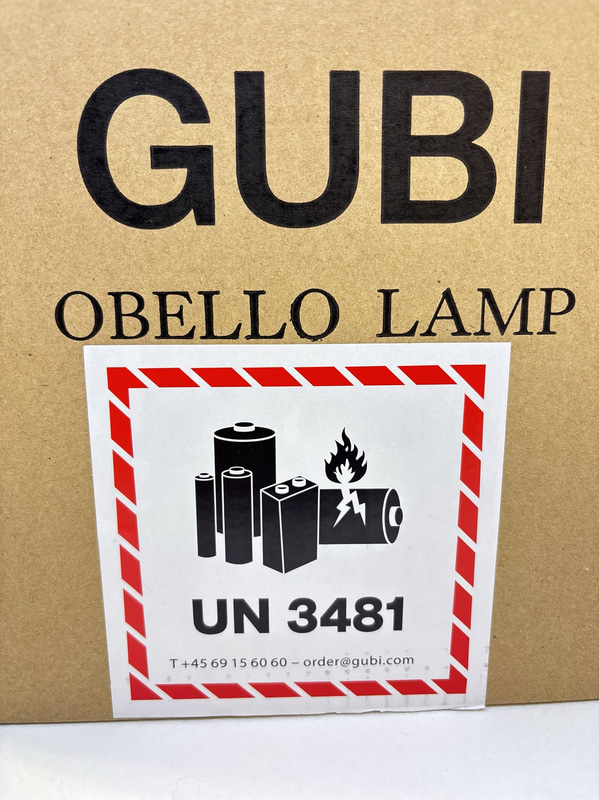 GUBI
OBELLO LAMP
UN 3481
T +45 69 15 60 60 – order@gubi.com